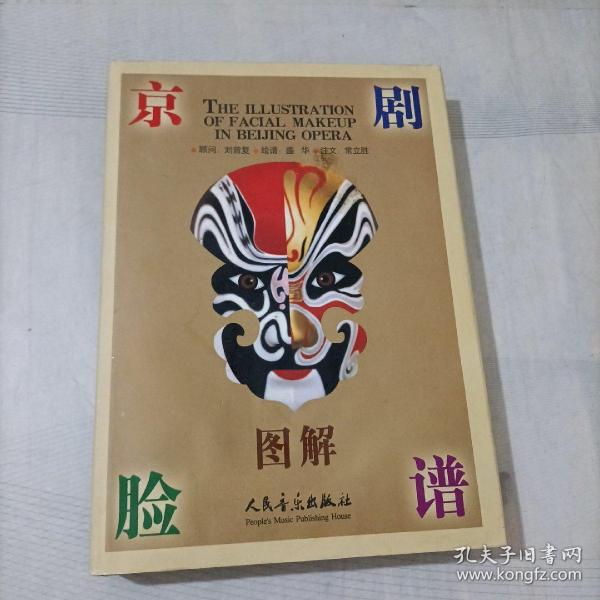 京 剧
THE ILLUSTRATION
OF FACIAL MAKEUP
IN BEIJING OPERA
顾问：刘曾复 绘谱：盛 华 注文：常立胜
图解
脸 谱
人民音乐出版社
People's Music Publishing House
孔夫子旧书网
www.kongfz.com